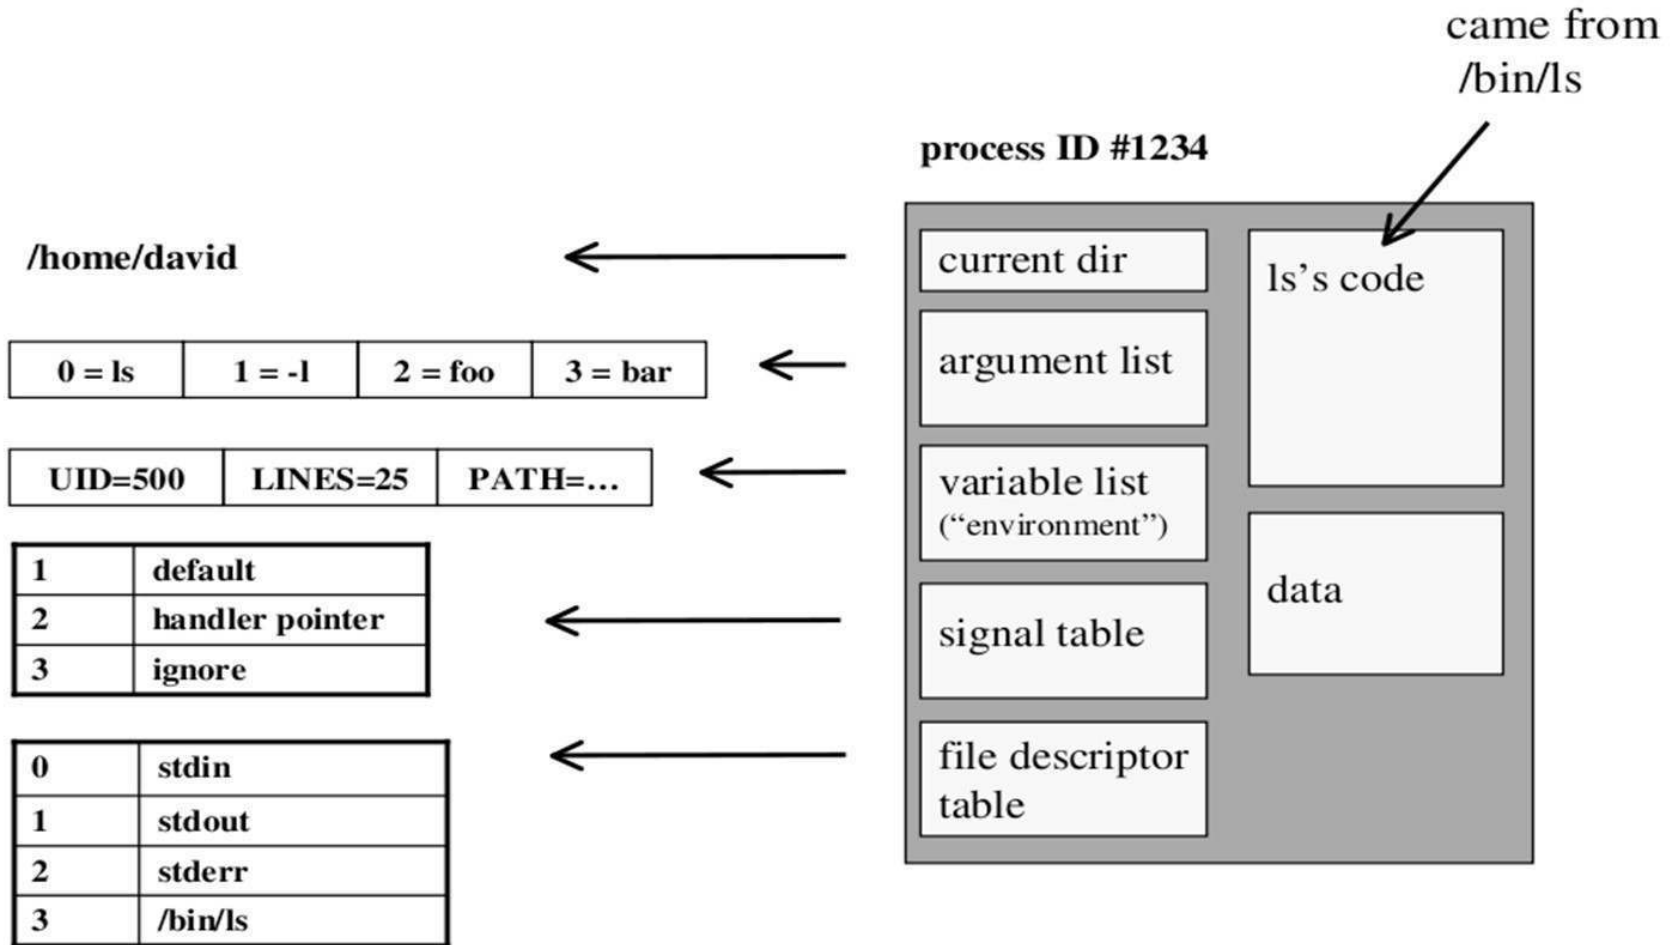 came from
/bin/ls
process ID #1234
/home/david
current dir
ls’s code
0 = ls 1 = -l 2 = foo 3 = bar
argument list
UID=500 LINES=25 PATH=…
variable list
(“environment”)
1 default
2 handler pointer
3 ignore
signal table
data
0 stdin
1 stdout
2 stderr
3 /bin/ls
file descriptor
table